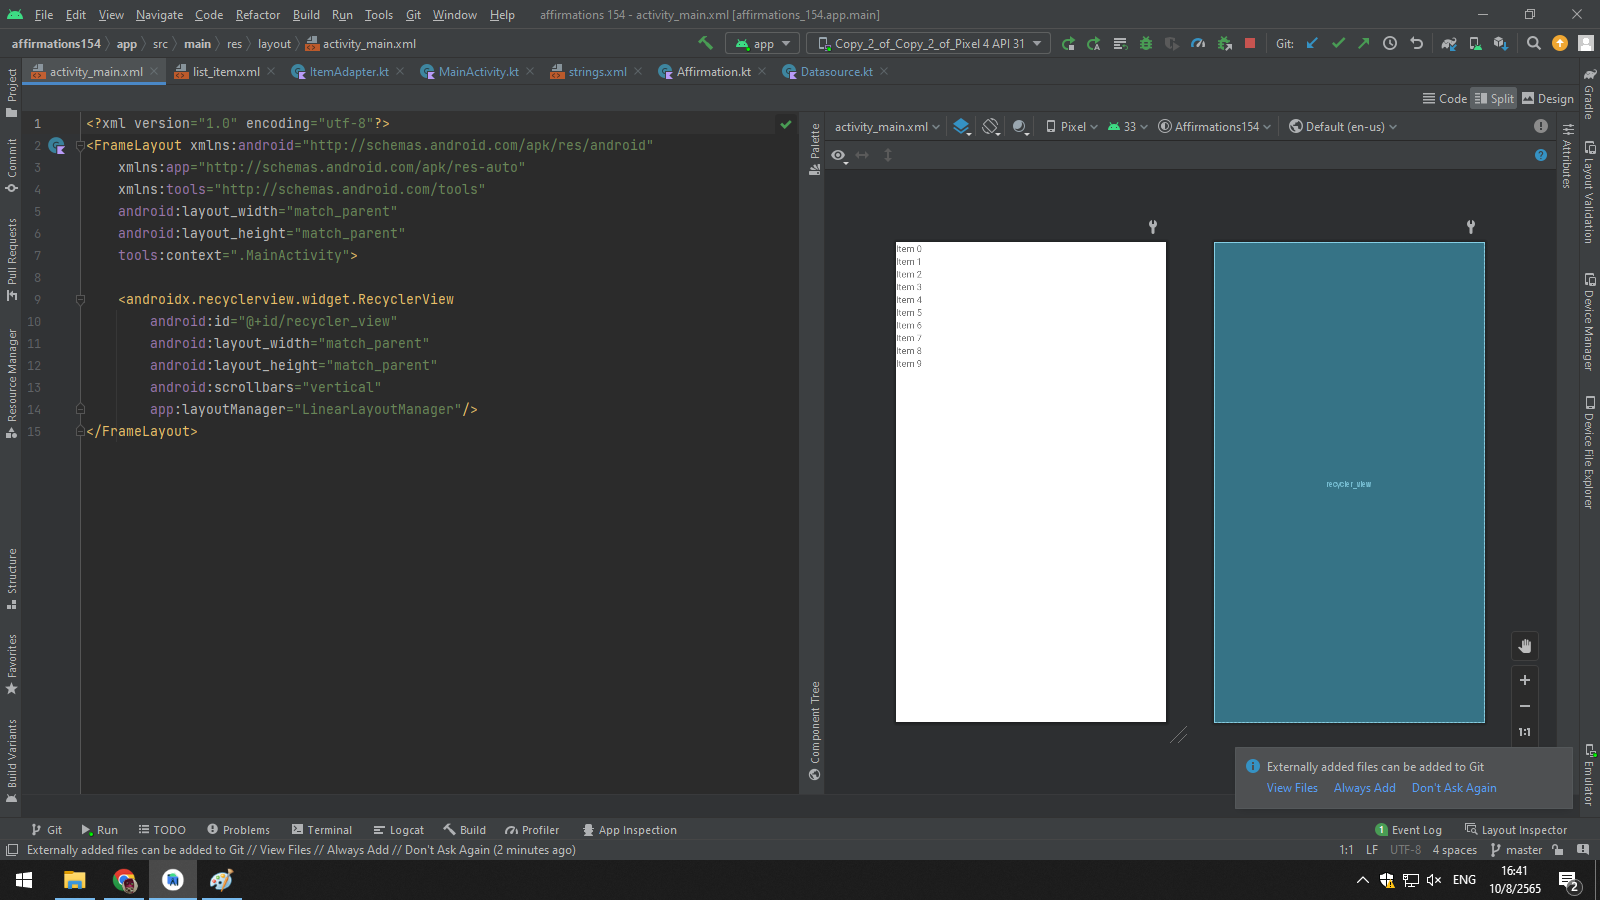 File Edit View Navigate Code Refactor Build Run Tools Git Window Help affirmations 154 - activity_main.xml [affirmations_154.app.main]
affirmations154 app src main res layout activity_main.xml app Copy_2_of_Copy_2_of_Pixel 4 API 31 Git:
activity_main.xml list_item.xml ItemAdapter.kt MainActivity.kt strings.xml Affirmation.kt Datasource.kt
Code Split Design
activity_main.xml Pixel 33 Affirmations154 Default (en-us)
1 <?xml version="1.0" encoding="utf-8"?>
2 <FrameLayout xmlns:android="http://schemas.android.com/apk/res/android"
3 xmlns:app="http://schemas.android.com/apk/res-auto"
4 xmlns:tools="http://schemas.android.com/tools"
5 android:layout_width="match_parent"
6 android:layout_height="match_parent"
7 tools:context=".MainActivity">
8
9 <androidx.recyclerview.widget.RecyclerView
10 android:id="@+id/recycler_view"
11 android:layout_width="match_parent"
12 android:layout_height="match_parent"
13 android:scrollbars="vertical"
14 app:layoutManager="LinearLayoutManager"/>
15 </FrameLayout>
Project
Commit
Pull Requests
Resource Manager
Structure
Favorites
Build Variants
Palette
Component Tree
Item 0
Item 1
Item 2
Item 3
Item 4
Item 5
Item 6
Item 7
Item 8
Item 9
recycler_view
1:1
Attributes
Gradle
Layout Validation
Device Manager
Device File Explorer
Emulator
Externally added files can be added to Git
View Files Always Add Don't Ask Again
Git Run TODO Problems Terminal Logcat Build Profiler App Inspection 1 Event Log Layout Inspector
Externally added files can be added to Git // View Files // Always Add // Don't Ask Again (2 minutes ago) 1:1 LF UTF-8 4 spaces master
ENG 16:41
10/8/2565 2